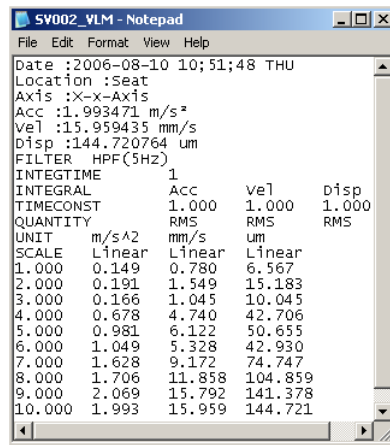 SV002_VLM - Notepad
File Edit Format View Help
Date :2006-08-10 10;51;48 THU
Location :Seat
Axis :X-x-Axis
Acc :1.993471 m/s²
Vel :15.959435 mm/s
Disp :144.720764 um
FILTER HPF(5Hz)
INTEGTIME 1
INTEGRAL Acc Vel Disp
TIMECONST 1.000 1.000 1.000
QUANTITY RMS RMS RMS
UNIT m/s^2 mm/s um
SCALE Linear Linear Linear
1.000 0.149 0.780 6.567
2.000 0.191 1.549 15.183
3.000 0.166 1.045 10.045
4.000 0.678 4.740 42.706
5.000 0.981 6.122 50.655
6.000 1.049 5.328 42.930
7.000 1.628 9.172 74.747
8.000 1.706 11.858 104.859
9.000 2.069 15.792 141.378
10.000 1.993 15.959 144.721